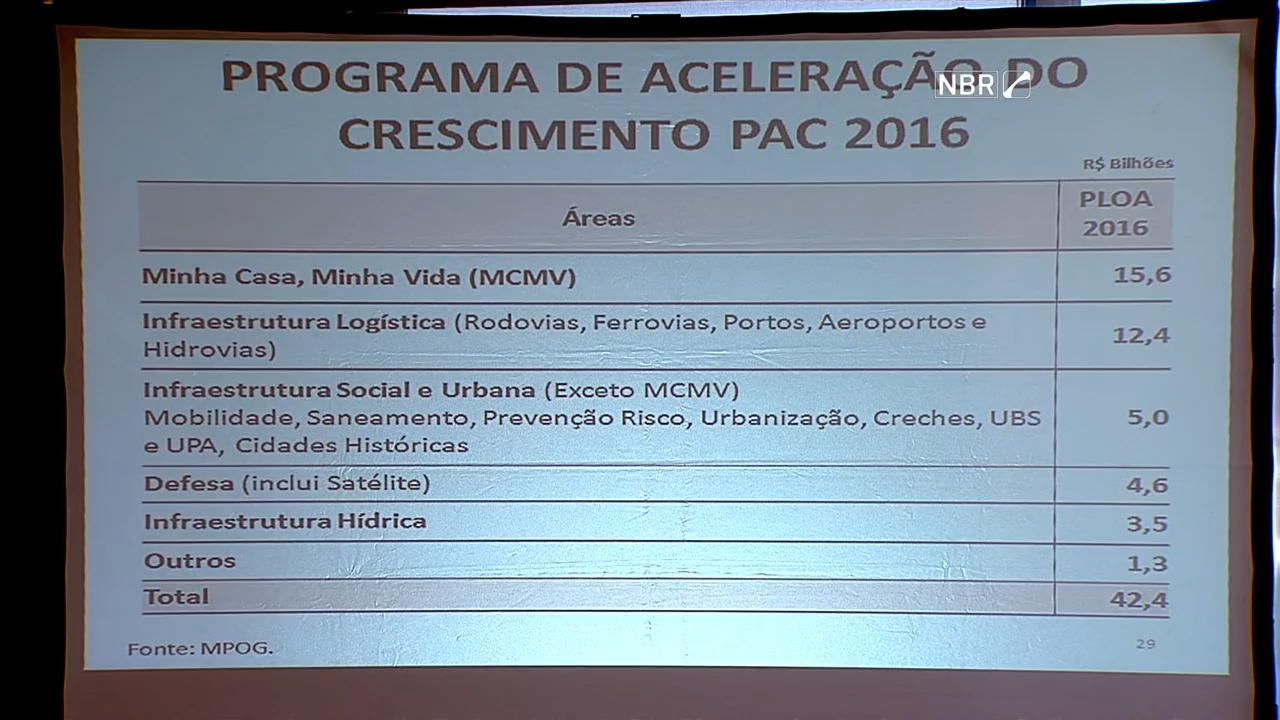 PROGRAMA DE ACELERAÇÃO DO
NBR
CRESCIMENTO PAC 2016
R$ Bilhões
Áreas
PLOA
2016
Minha Casa, Minha Vida (MCMV)
15,6
Infraestrutura Logística (Rodovias, Ferrovias, Portos, Aeroportos e
Hidrovias)
12,4
Infraestrutura Social e Urbana (Exceto MCMV)
Mobilidade, Saneamento, Prevenção Risco, Urbanização, Creches, UBS
e UPA, Cidades Históricas
5,0
Defesa (inclui Satélite)
4,6
Infraestrutura Hídrica
3,5
Outros
1,3
Total
42,4
Fonte: MPOG.
29